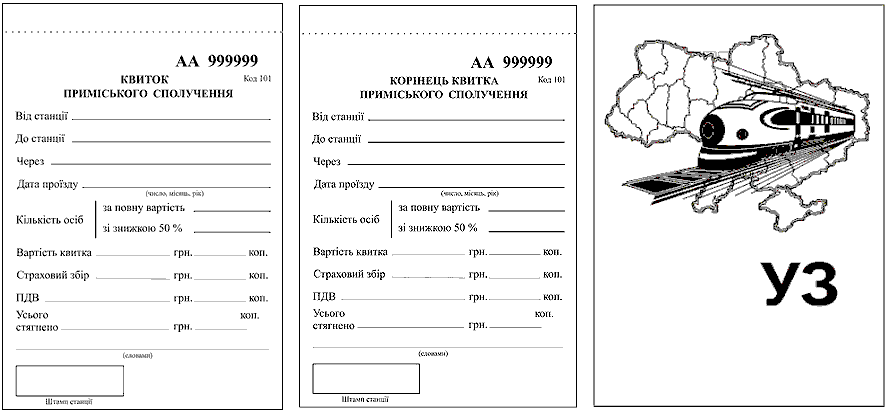 АА 999999
КВИТОК
Код 101
ПРИМІСЬКОГО СПОЛУЧЕННЯ
Від станції
До станції
Через
Дата проїзду
(число, місяць, рік)
Кількість осіб
за повну вартість
зі знижкою 50 %
Вартість квитка грн. коп.
Страховий збір грн. коп.
ПДВ грн. коп.
Усього коп.
стягнено грн.
(словами)
Штамп станції
АА 999999
КОРІНЕЦЬ КВИТКА
Код 101
ПРИМІСЬКОГО СПОЛУЧЕННЯ
Від станції
До станції
Через
Дата проїзду
(число, місяць, рік)
Кількість осіб
за повну вартість
зі знижкою 50 %
Вартість квитка грн. коп.
Страховий збір грн. коп.
ПДВ грн. коп.
Усього коп.
стягнено грн.
(словами)
Штамп станції
УЗ